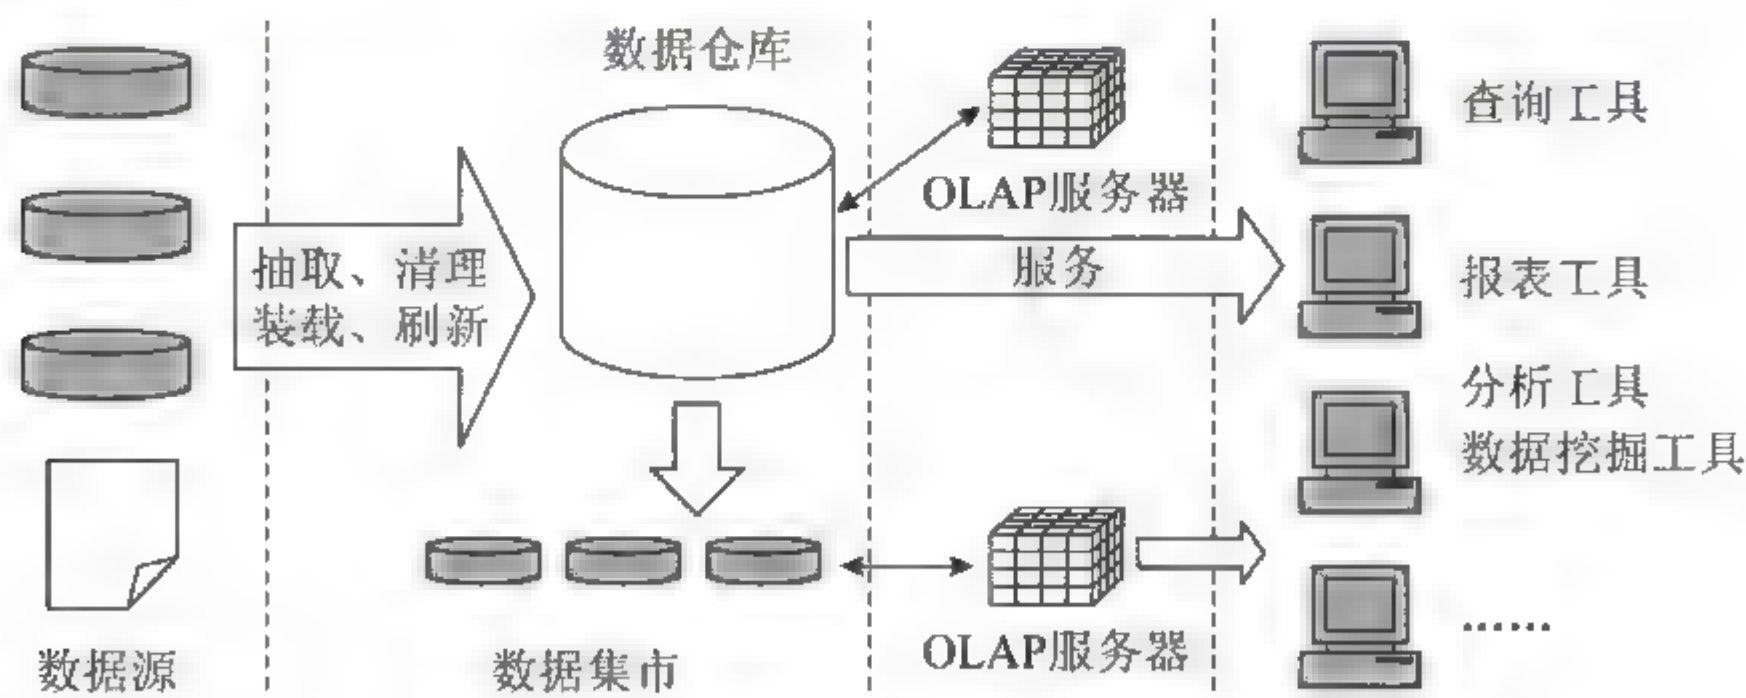 数据仓库
查询工具
OLAP服务器
抽取、清理
装载、刷新
服务
报表工具
分析工具
数据挖掘工具
数据源
数据集市
OLAP服务器
……